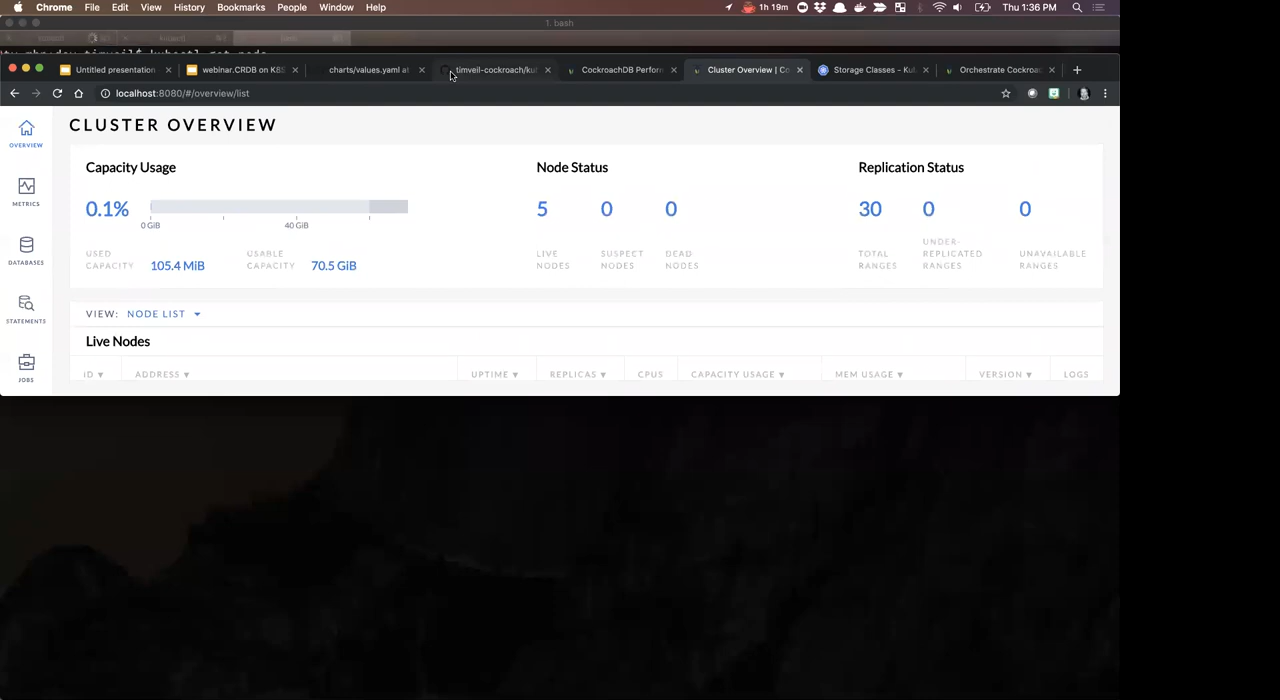 Chrome File Edit View History Bookmarks People Window Help 1h 19m Thu 1:36 PM
1. bash
Untitled presentation webinar.CRDB on K8S charts/values.yaml at timveil-cockroach/kub CockroachDB Perform Cluster Overview | Co Storage Classes - Kub Orchestrate Cockroac
localhost:8080/#/overview/list
CLUSTER OVERVIEW
OVERVIEW
METRICS
DATABASES
STATEMENTS
JOBS
Capacity Usage
0.1%
0 GiB 40 GiB
USED CAPACITY 105.4 MiB USABLE CAPACITY 70.5 GiB
Node Status
5 0 0
LIVE NODES SUSPECT NODES DEAD NODES
Replication Status
30 0 0
TOTAL RANGES UNDER-REPLICATED RANGES UNAVAILABLE RANGES
VIEW: NODE LIST
Live Nodes
ID ADDRESS UPTIME REPLICAS CPUS CAPACITY USAGE MEM USAGE VERSION LOGS